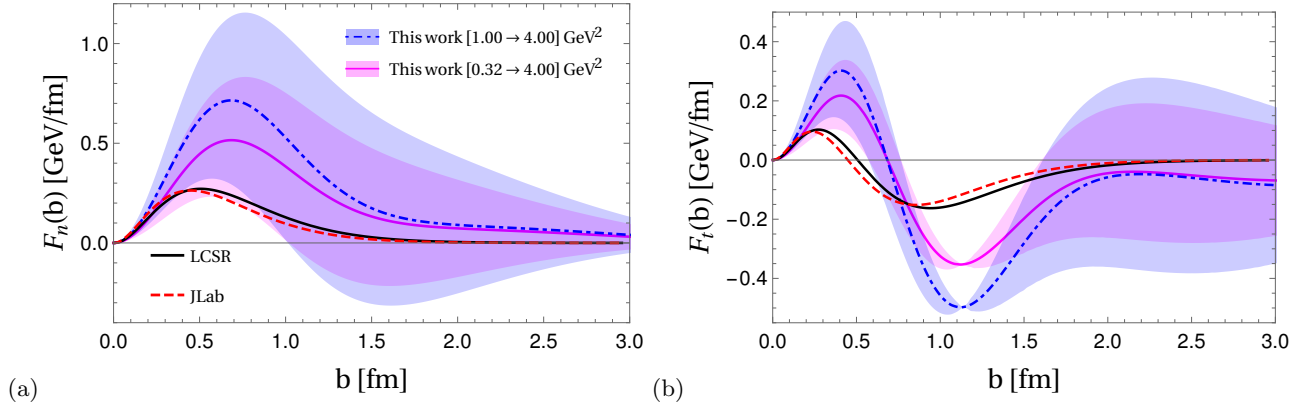 F_n(b) [GeV/fm]
1.0
0.5
0.0
This work [1.00 → 4.00] GeV²
This work [0.32 → 4.00] GeV²
LCSR
JLab
0.0 0.5 1.0 1.5 2.0 2.5 3.0
b [fm]
(a)
F_t(b) [GeV/fm]
0.4
0.2
0.0
-0.2
-0.4
0.0 0.5 1.0 1.5 2.0 2.5 3.0
b [fm]
(b)